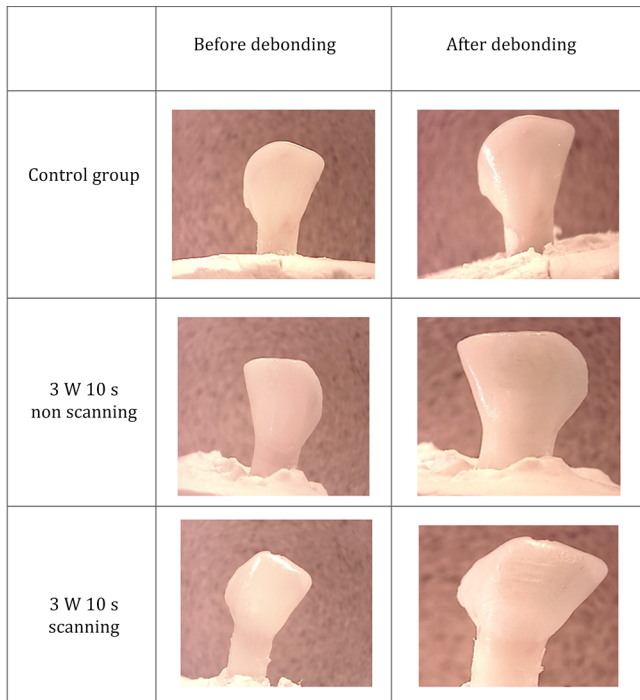 Before debonding
After debonding
Control group
3 W 10 s
non scanning
3 W 10 s
scanning